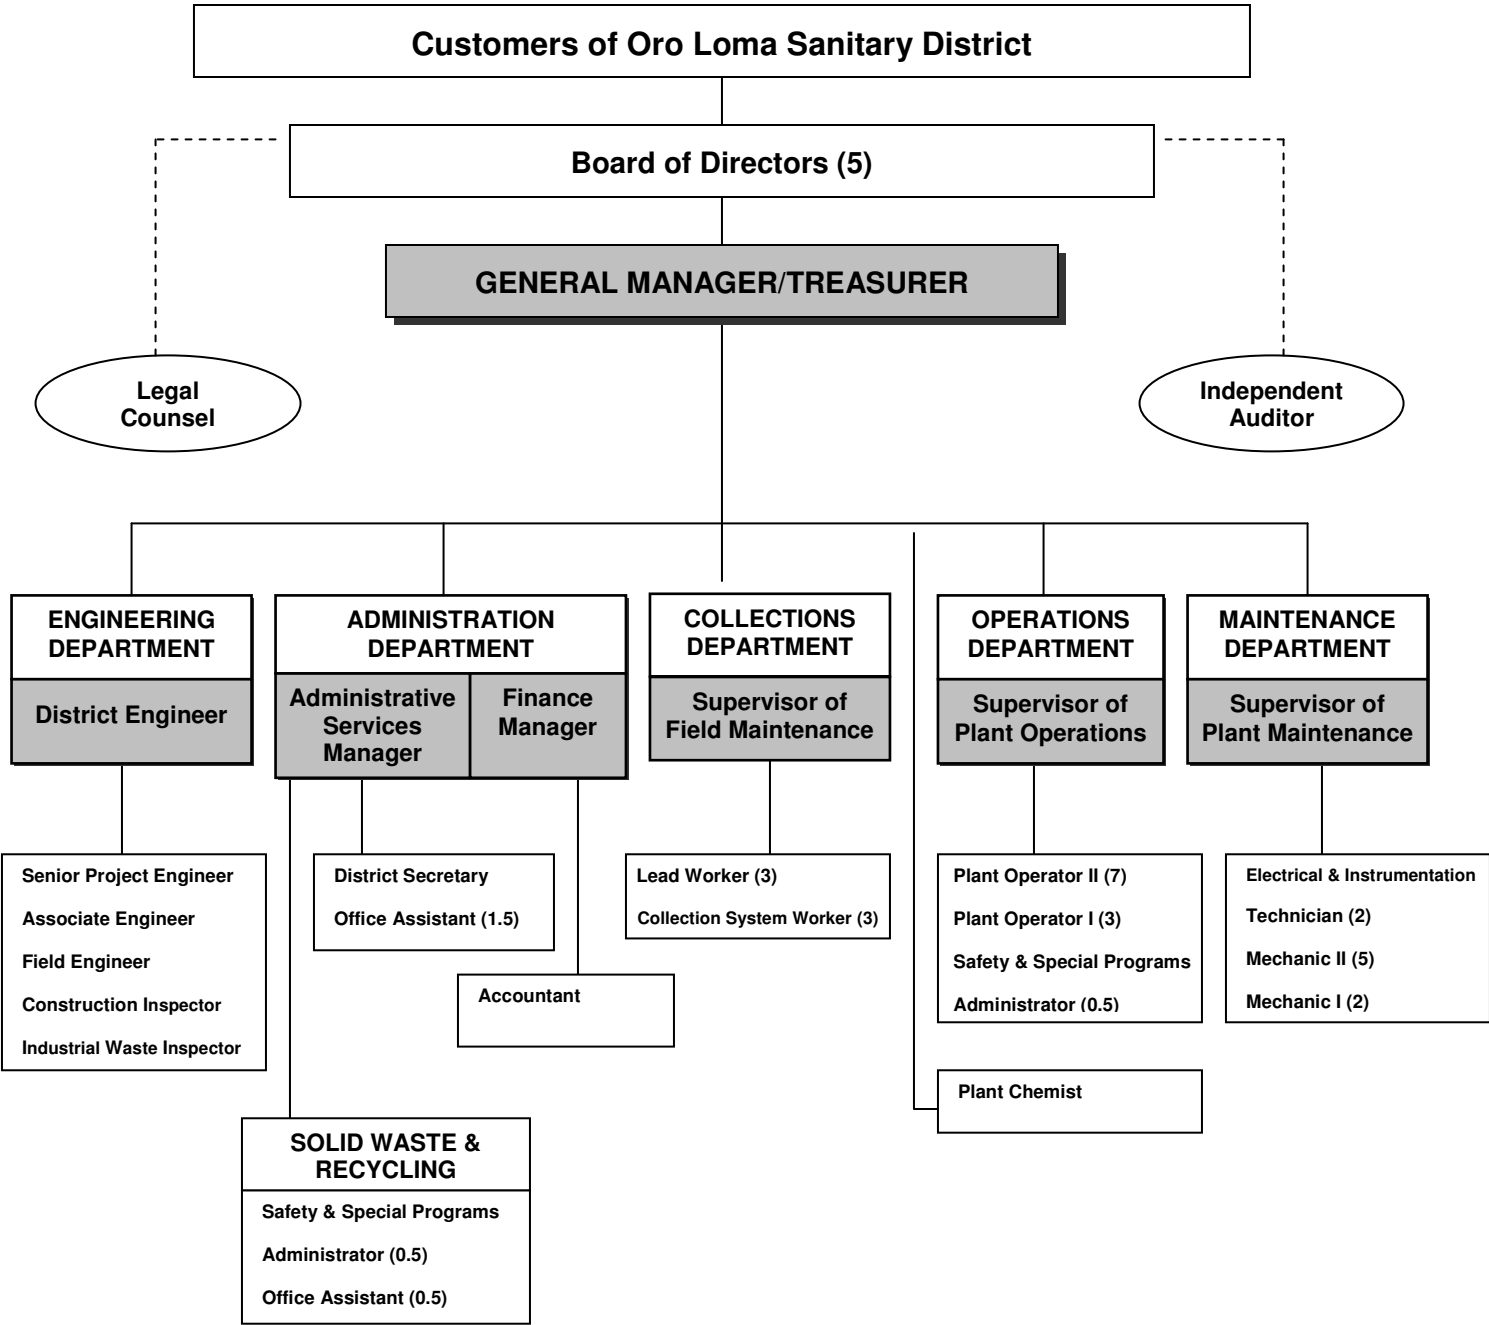 Customers of Oro Loma Sanitary District
Board of Directors (5)
GENERAL MANAGER/TREASURER
Legal
Counsel
Independent
Auditor
ENGINEERING
DEPARTMENT
District Engineer
ADMINISTRATION
DEPARTMENT
Administrative
Services
Manager
Finance
Manager
COLLECTIONS
DEPARTMENT
Supervisor of
Field Maintenance
OPERATIONS
DEPARTMENT
Supervisor of
Plant Operations
MAINTENANCE
DEPARTMENT
Supervisor of
Plant Maintenance
Senior Project Engineer
Associate Engineer
Field Engineer
Construction Inspector
Industrial Waste Inspector
District Secretary
Office Assistant (1.5)
Accountant
Lead Worker (3)
Collection System Worker (3)
Plant Operator II (7)
Plant Operator I (3)
Safety & Special Programs
Administrator (0.5)
Electrical & Instrumentation
Technician (2)
Mechanic II (5)
Mechanic I (2)
Plant Chemist
SOLID WASTE &
RECYCLING
Safety & Special Programs
Administrator (0.5)
Office Assistant (0.5)